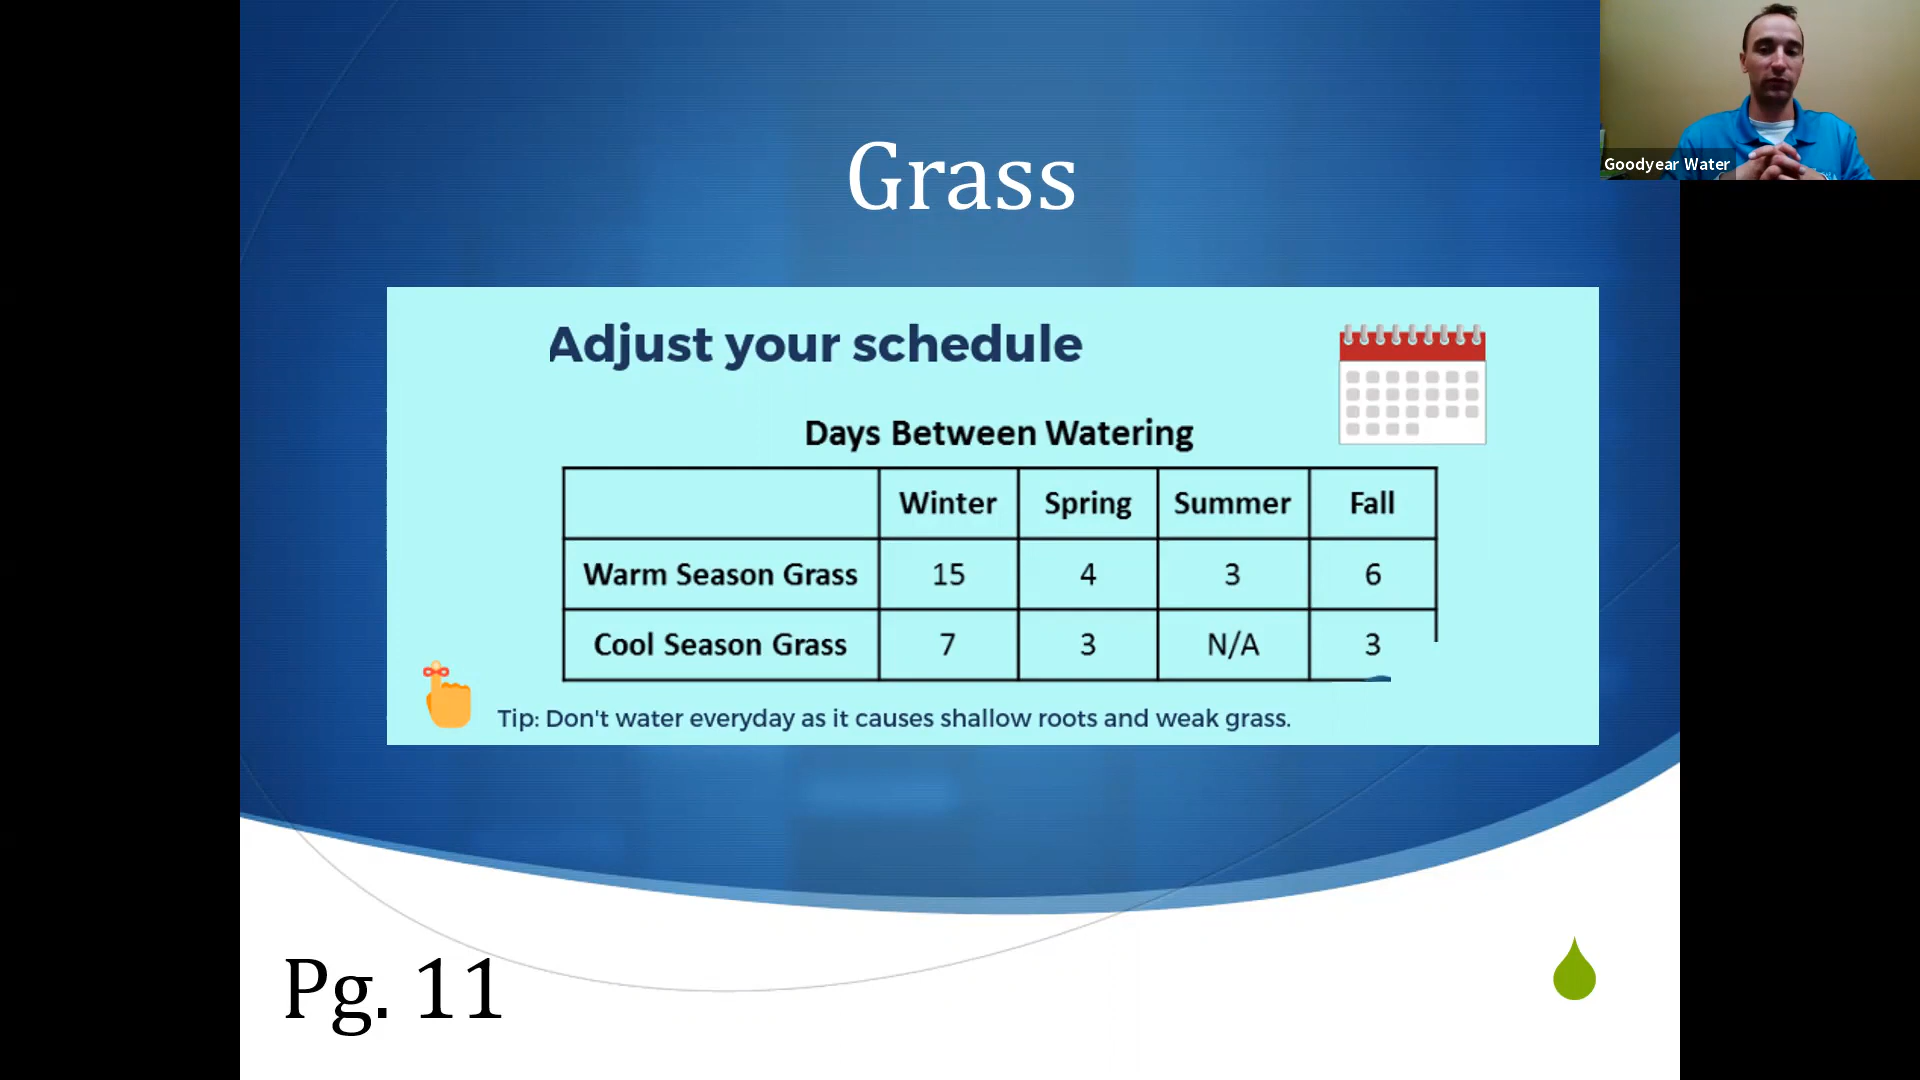 Grass
Goodyear Water
Adjust your schedule
Days Between Watering
Winter Spring Summer Fall
Warm Season Grass 15 4 3 6
Cool Season Grass 7 3 N/A 3
Tip: Don't water everyday as it causes shallow roots and weak grass.
Pg. 11